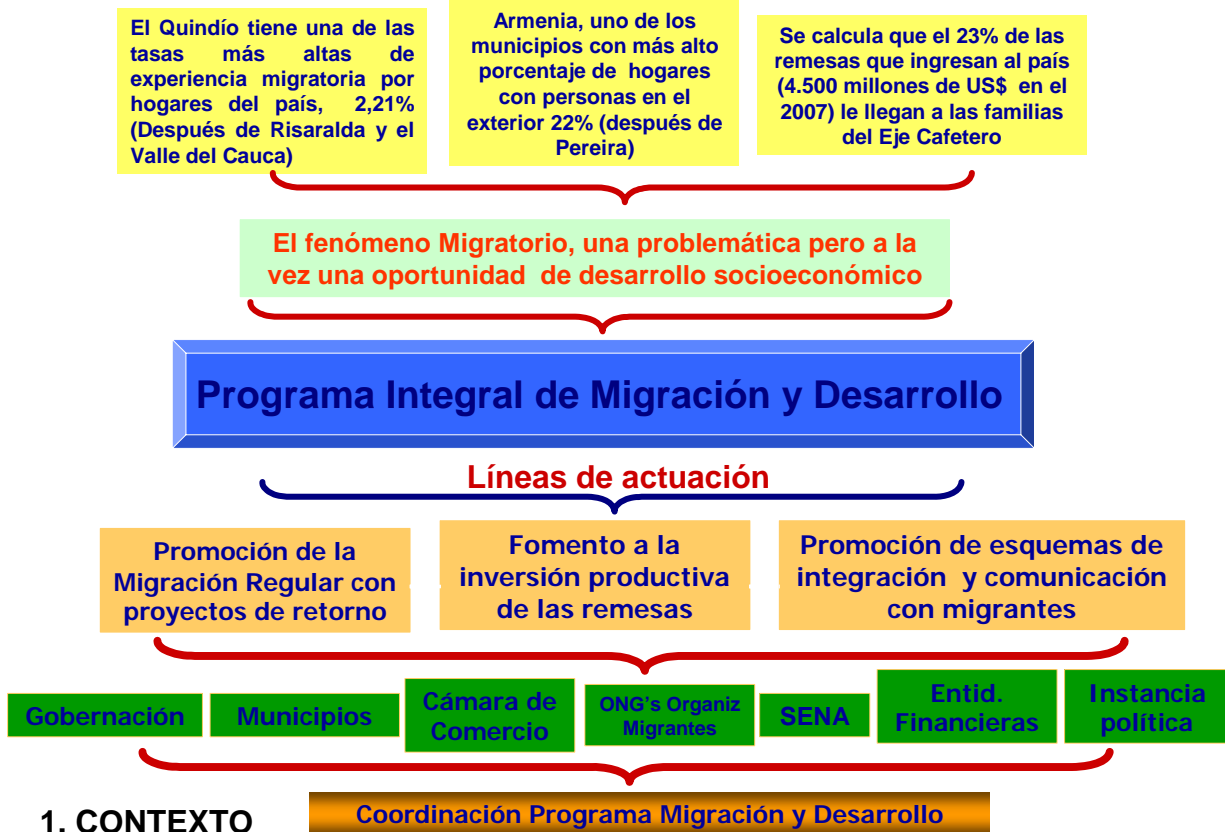 El Quindío tiene una de las
tasas más altas de
experiencia migratoria por
hogares del país, 2,21%
(Después de Risaralda y el
Valle del Cauca)
Armenia, uno de los
municipios con más alto
porcentaje de hogares
con personas en el
exterior 22% (después de
Pereira)
Se calcula que el 23% de las
remesas que ingresan al país
(4.500 millones de US$ en el
2007) le llegan a las familias
del Eje Cafetero
El fenómeno Migratorio, una problemática pero a la
vez una oportunidad de desarrollo socioeconómico
Programa Integral de Migración y Desarrollo
Líneas de actuación
Promoción de la
Migración Regular con
proyectos de retorno
Fomento a la
inversión productiva
de las remesas
Promoción de esquemas de
integración y comunicación
con migrantes
Gobernación
Municipios
Cámara de
Comercio
ONG's Organiz
Migrantes
SENA
Entid.
Financieras
Instancia
política
1. CONTEXTO
Coordinación Programa Migración y Desarrollo